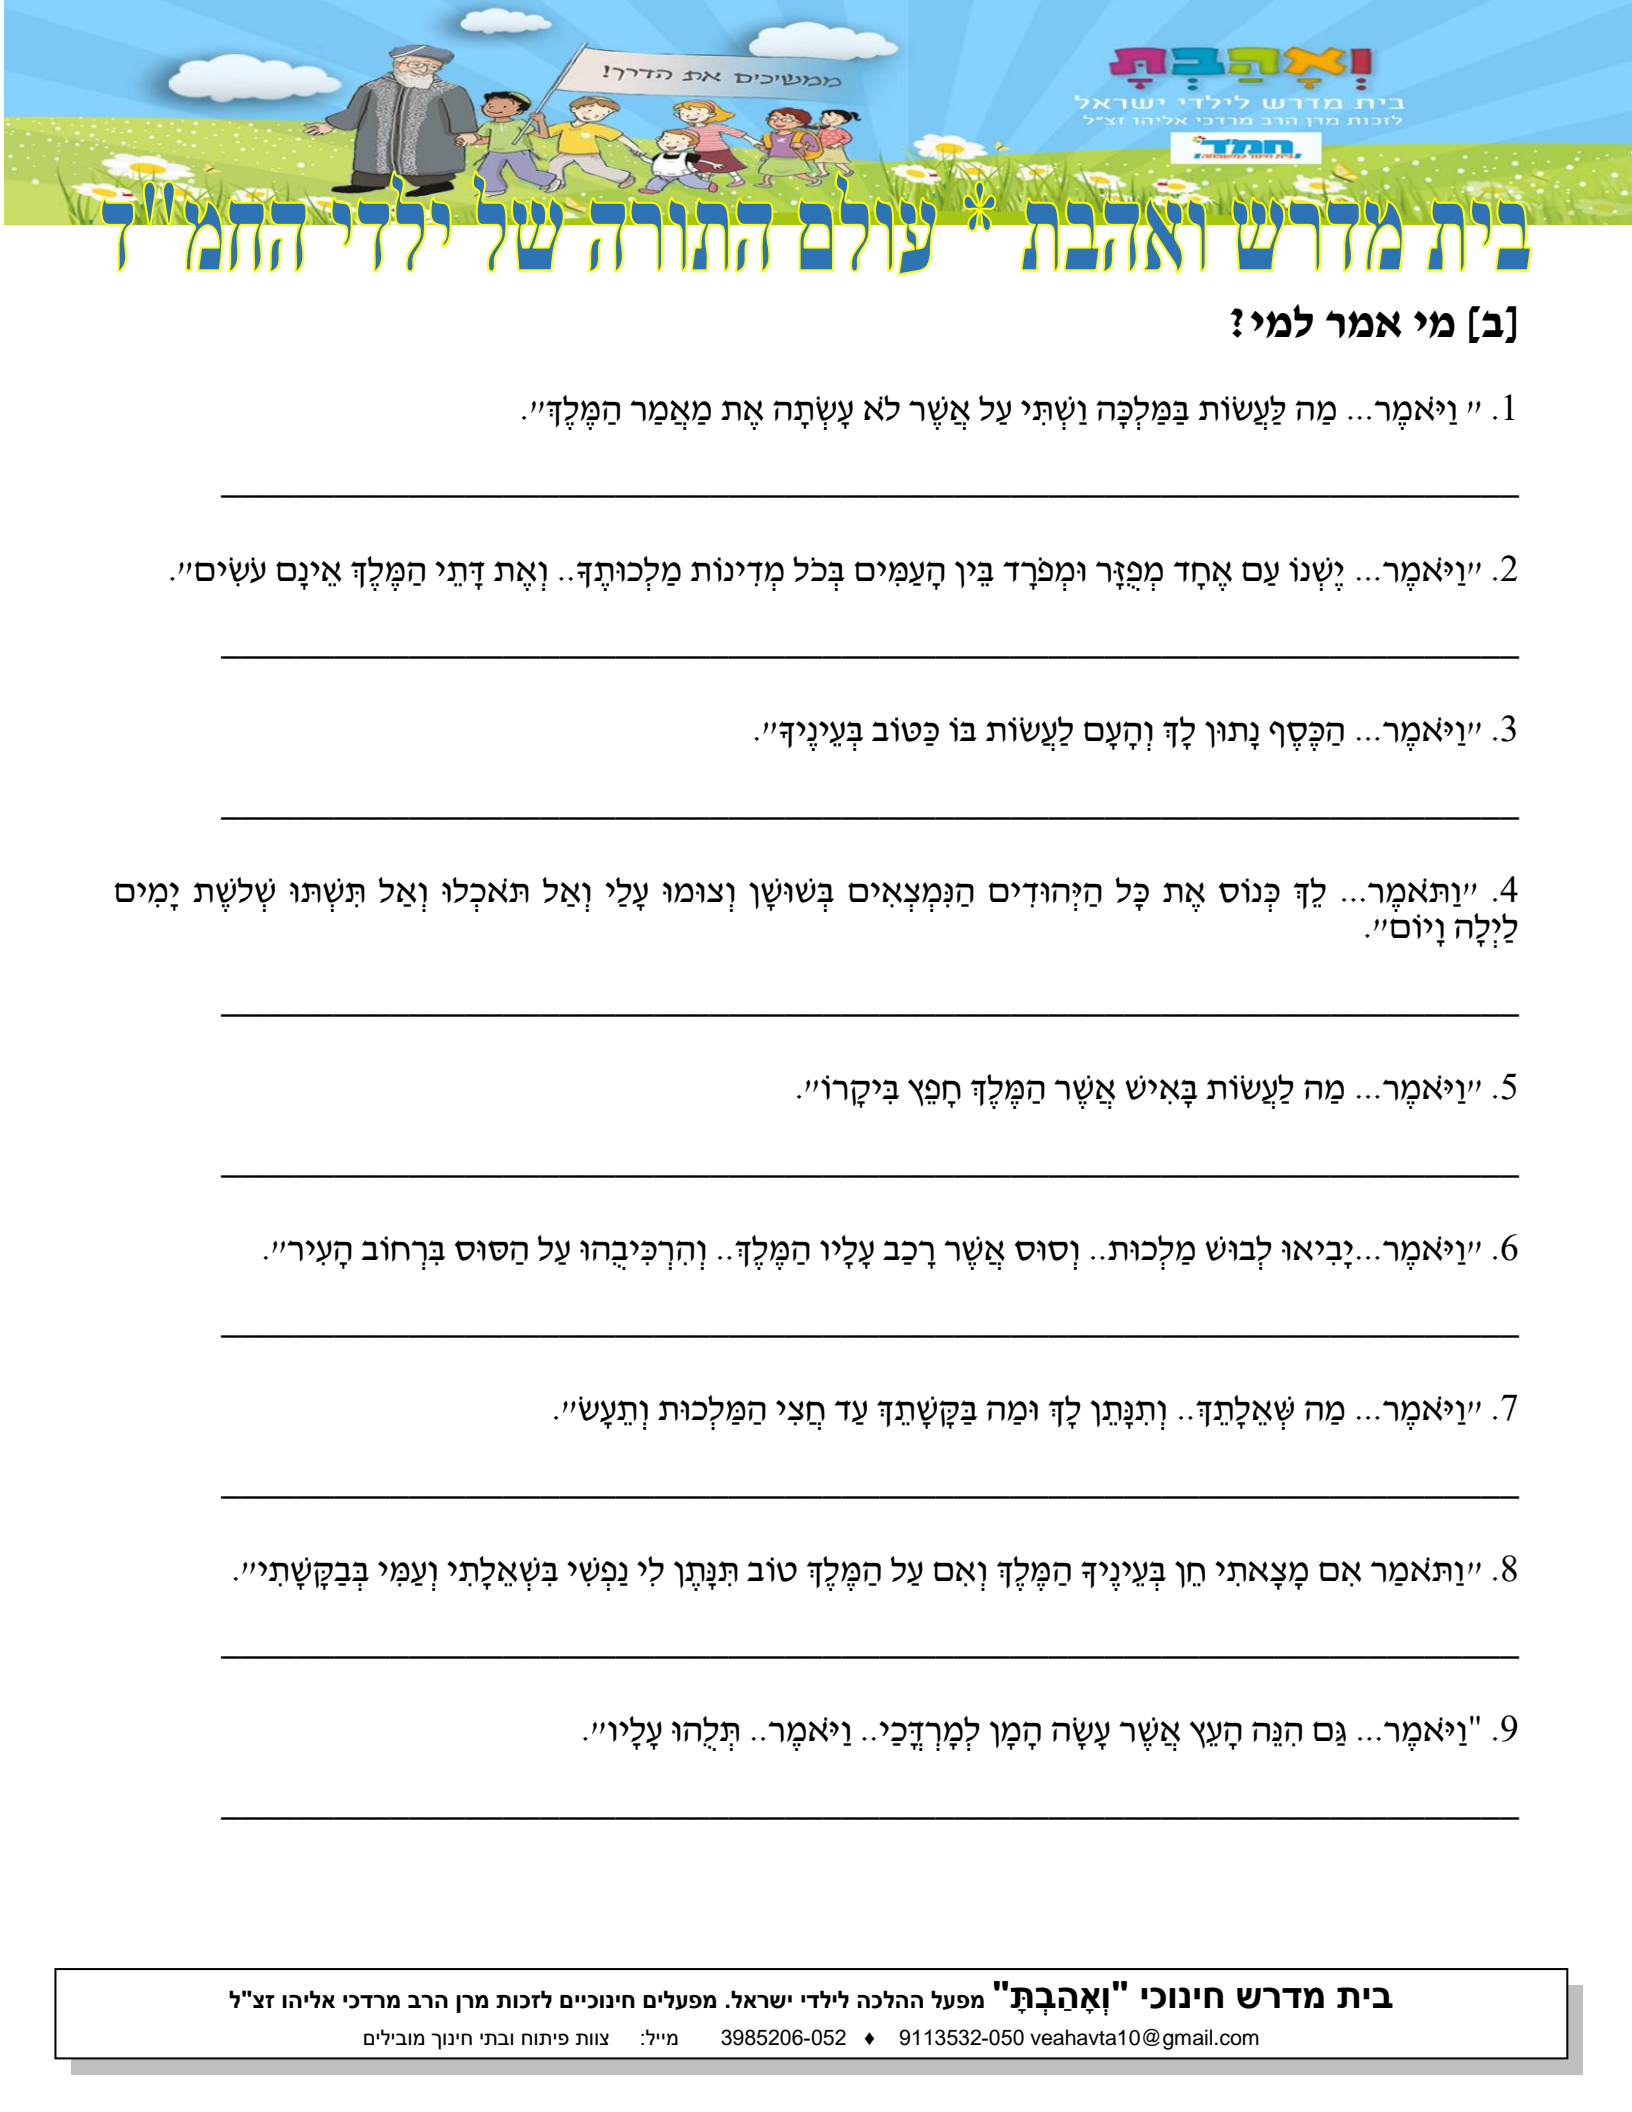 ממשיכים את הדרך!
וְאָהַבְתָּ
בית מדרש לילדי ישראל
לזכות מרן הרב מרדכי אליהו זצ״ל
חמ״ד
בית חינוך כמשפחה
בית מדרש ואהבת * עולם התורה של ילדי החמ"ד
[ב] מי אמר למי?
1. ״ וַיֹּאמֶר... מַה לַּעֲשׂוֹת בַּמַּלְכָּה וַשְׁתִּי עַל אֲשֶׁר לֹא עָשְׂתָה אֶת מַאֲמַר הַמֶּלֶךְ״.
2. ״וַיֹּאמֶר... יֶשְׁנוֹ עַם אֶחָד מְפֻזָּר וּמְפֹרָד בֵּין הָעַמִּים בְּכֹל מְדִינוֹת מַלְכוּתֶךָ.. וְאֶת דָּתֵי הַמֶּלֶךְ אֵינָם עֹשִׂים״.
3. ״וַיֹּאמֶר... הַכֶּסֶף נָתוּן לָךְ וְהָעָם לַעֲשׂוֹת בּוֹ כַּטּוֹב בְּעֵינֶיךָ״.
4. ״וַתֹּאמֶר... לֵךְ כְּנוֹס אֶת כָּל הַיְּהוּדִים הַנִּמְצְאִים בְּשׁוּשָׁן וְצוּמוּ עָלַי וְאַל תֹּאכְלוּ וְאַל תִּשְׁתּוּ שְׁלֹשֶׁת יָמִים
לַיְלָה וָיוֹם״.
5. ״וַיֹּאמֶר... מַה לַעֲשׂוֹת בָּאִישׁ אֲשֶׁר הַמֶּלֶךְ חָפֵץ בִּיקָרוֹ״.
6. ״וַיֹּאמֶר...יָבִיאוּ לְבוּשׁ מַלְכוּת.. וְסוּס אֲשֶׁר רָכַב עָלָיו הַמֶּלֶךְ.. וְהִרְכִּיבֻהוּ עַל הַסּוּס בִּרְחוֹב הָעִיר״.
7. ״וַיֹּאמֶר... מַה שְּׁאֵלָתֵךְ.. וְתִנָּתֵן לָךְ וּמַה בַּקָּשָׁתֵךְ עַד חֲצִי הַמַּלְכוּת וְתֵעָשׂ״.
8. ״וַתֹּאמַר אִם מָצָאתִי חֵן בְּעֵינֶיךָ הַמֶּלֶךְ וְאִם עַל הַמֶּלֶךְ טוֹב תִּנָּתֶן לִי נַפְשִׁי בִּשְׁאֵלָתִי וְעַמִּי בְּבַקָּשָׁתִי״.
9. "וַיֹּאמֶר... גַּם הִנֵּה הָעֵץ אֲשֶׁר עָשָׂה הָמָן לְמָרְדֳּכַי.. וַיֹּאמֶר.. תְּלֻהוּ עָלָיו״.
בית מדרש חינוכי "וְאָהַבְתָּ" מפעל ההלכה לילדי ישראל. מפעלים חינוכיים לזכות מרן הרב מרדכי אליהו זצ"ל
צוות פיתוח ובתי חינוך מובילים מייל: 3985206-052 ♦ 9113532-050 veahavta10@gmail.com